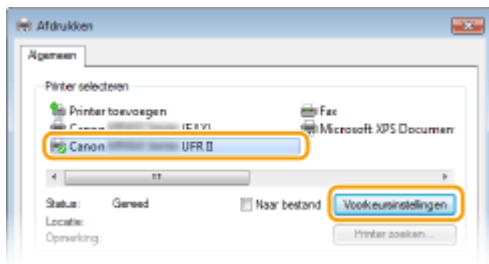 Afdrukken
Algemeen
Printer selecteren
Printer toevoegen
Fax
Canon (FAX)
Microsoft XPS Documen
Canon UFR II
Status: Gereed
Naar bestand
Voorkeursinstellingen
Locatie:
Opmerking:
Printer zoeken...